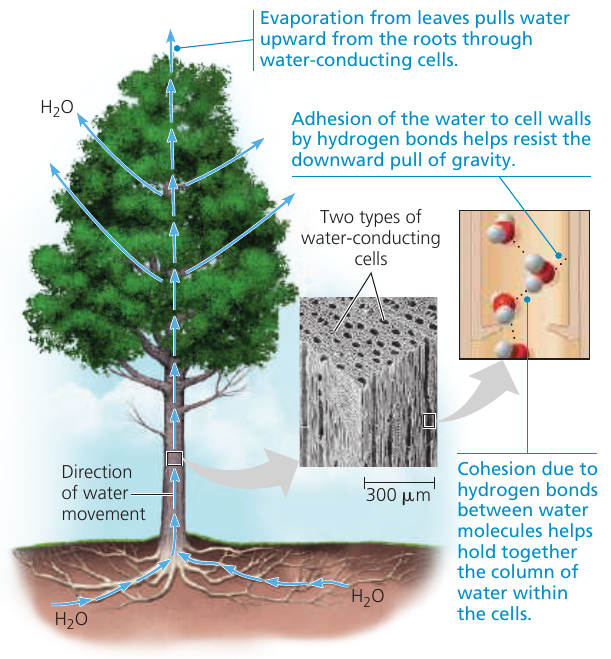 Evaporation from leaves pulls water
upward from the roots through
water-conducting cells.
H₂O
Adhesion of the water to cell walls
by hydrogen bonds helps resist the
downward pull of gravity.
Two types of
water-conducting
cells
Direction
of water
movement
300 μm
Cohesion due to
hydrogen bonds
between water
molecules helps
hold together
the column of
water within
the cells.
H₂O
H₂O